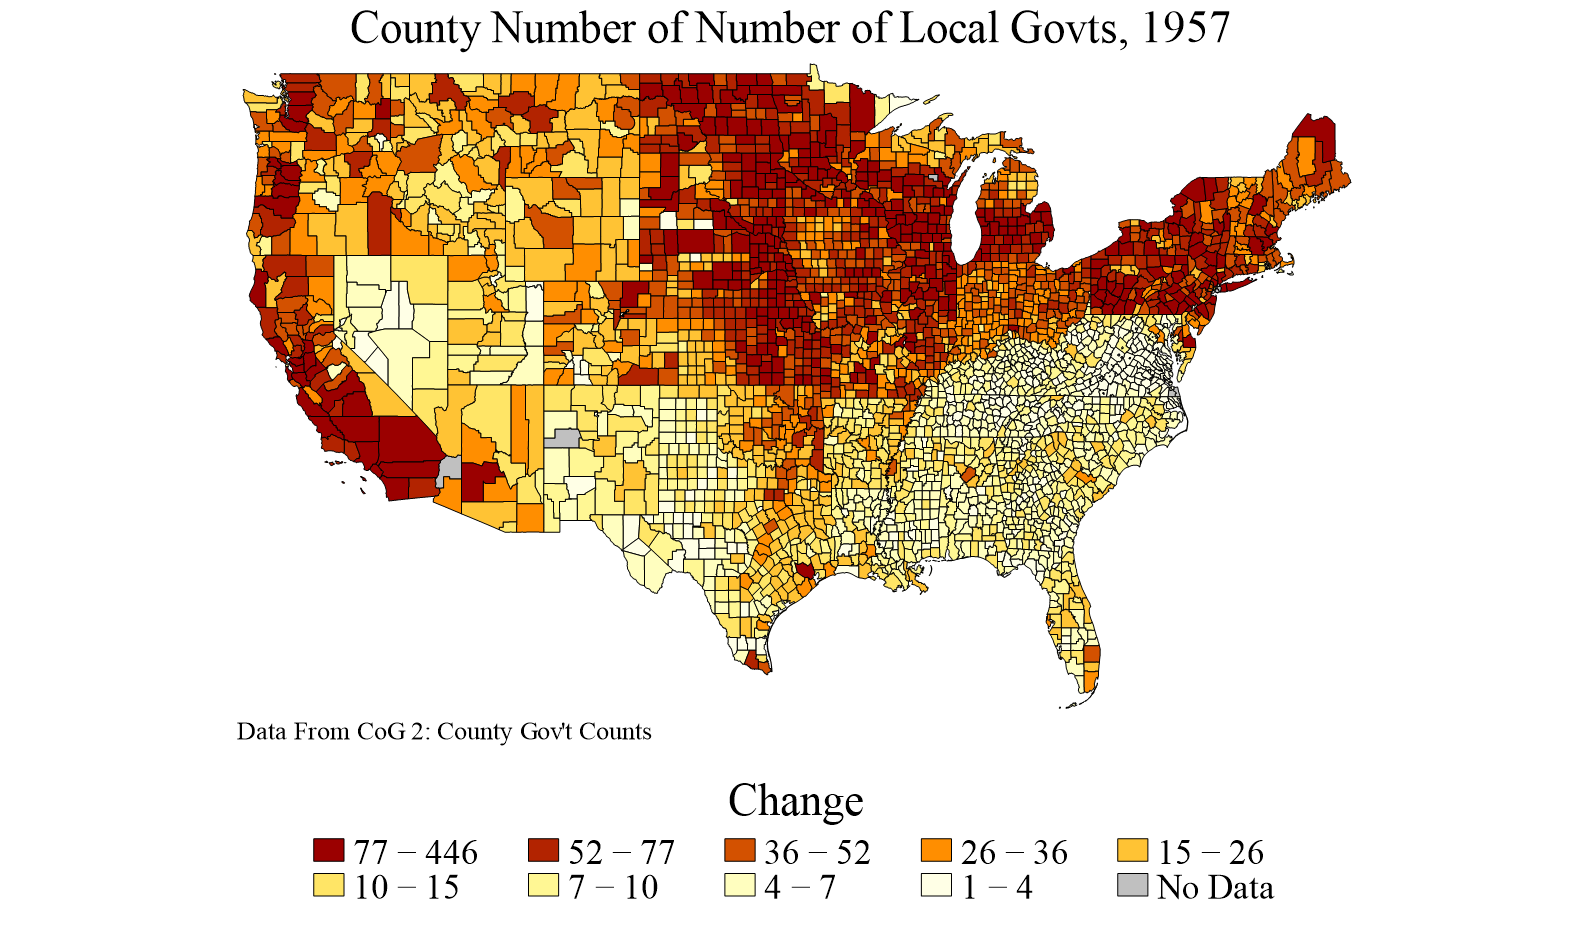 County Number of Number of Local Govts, 1957
Data From CoG 2: County Gov't Counts
Change
77 − 446
52 − 77
36 − 52
26 − 36
15 − 26
10 − 15
7 − 10
4 − 7
1 − 4
No Data